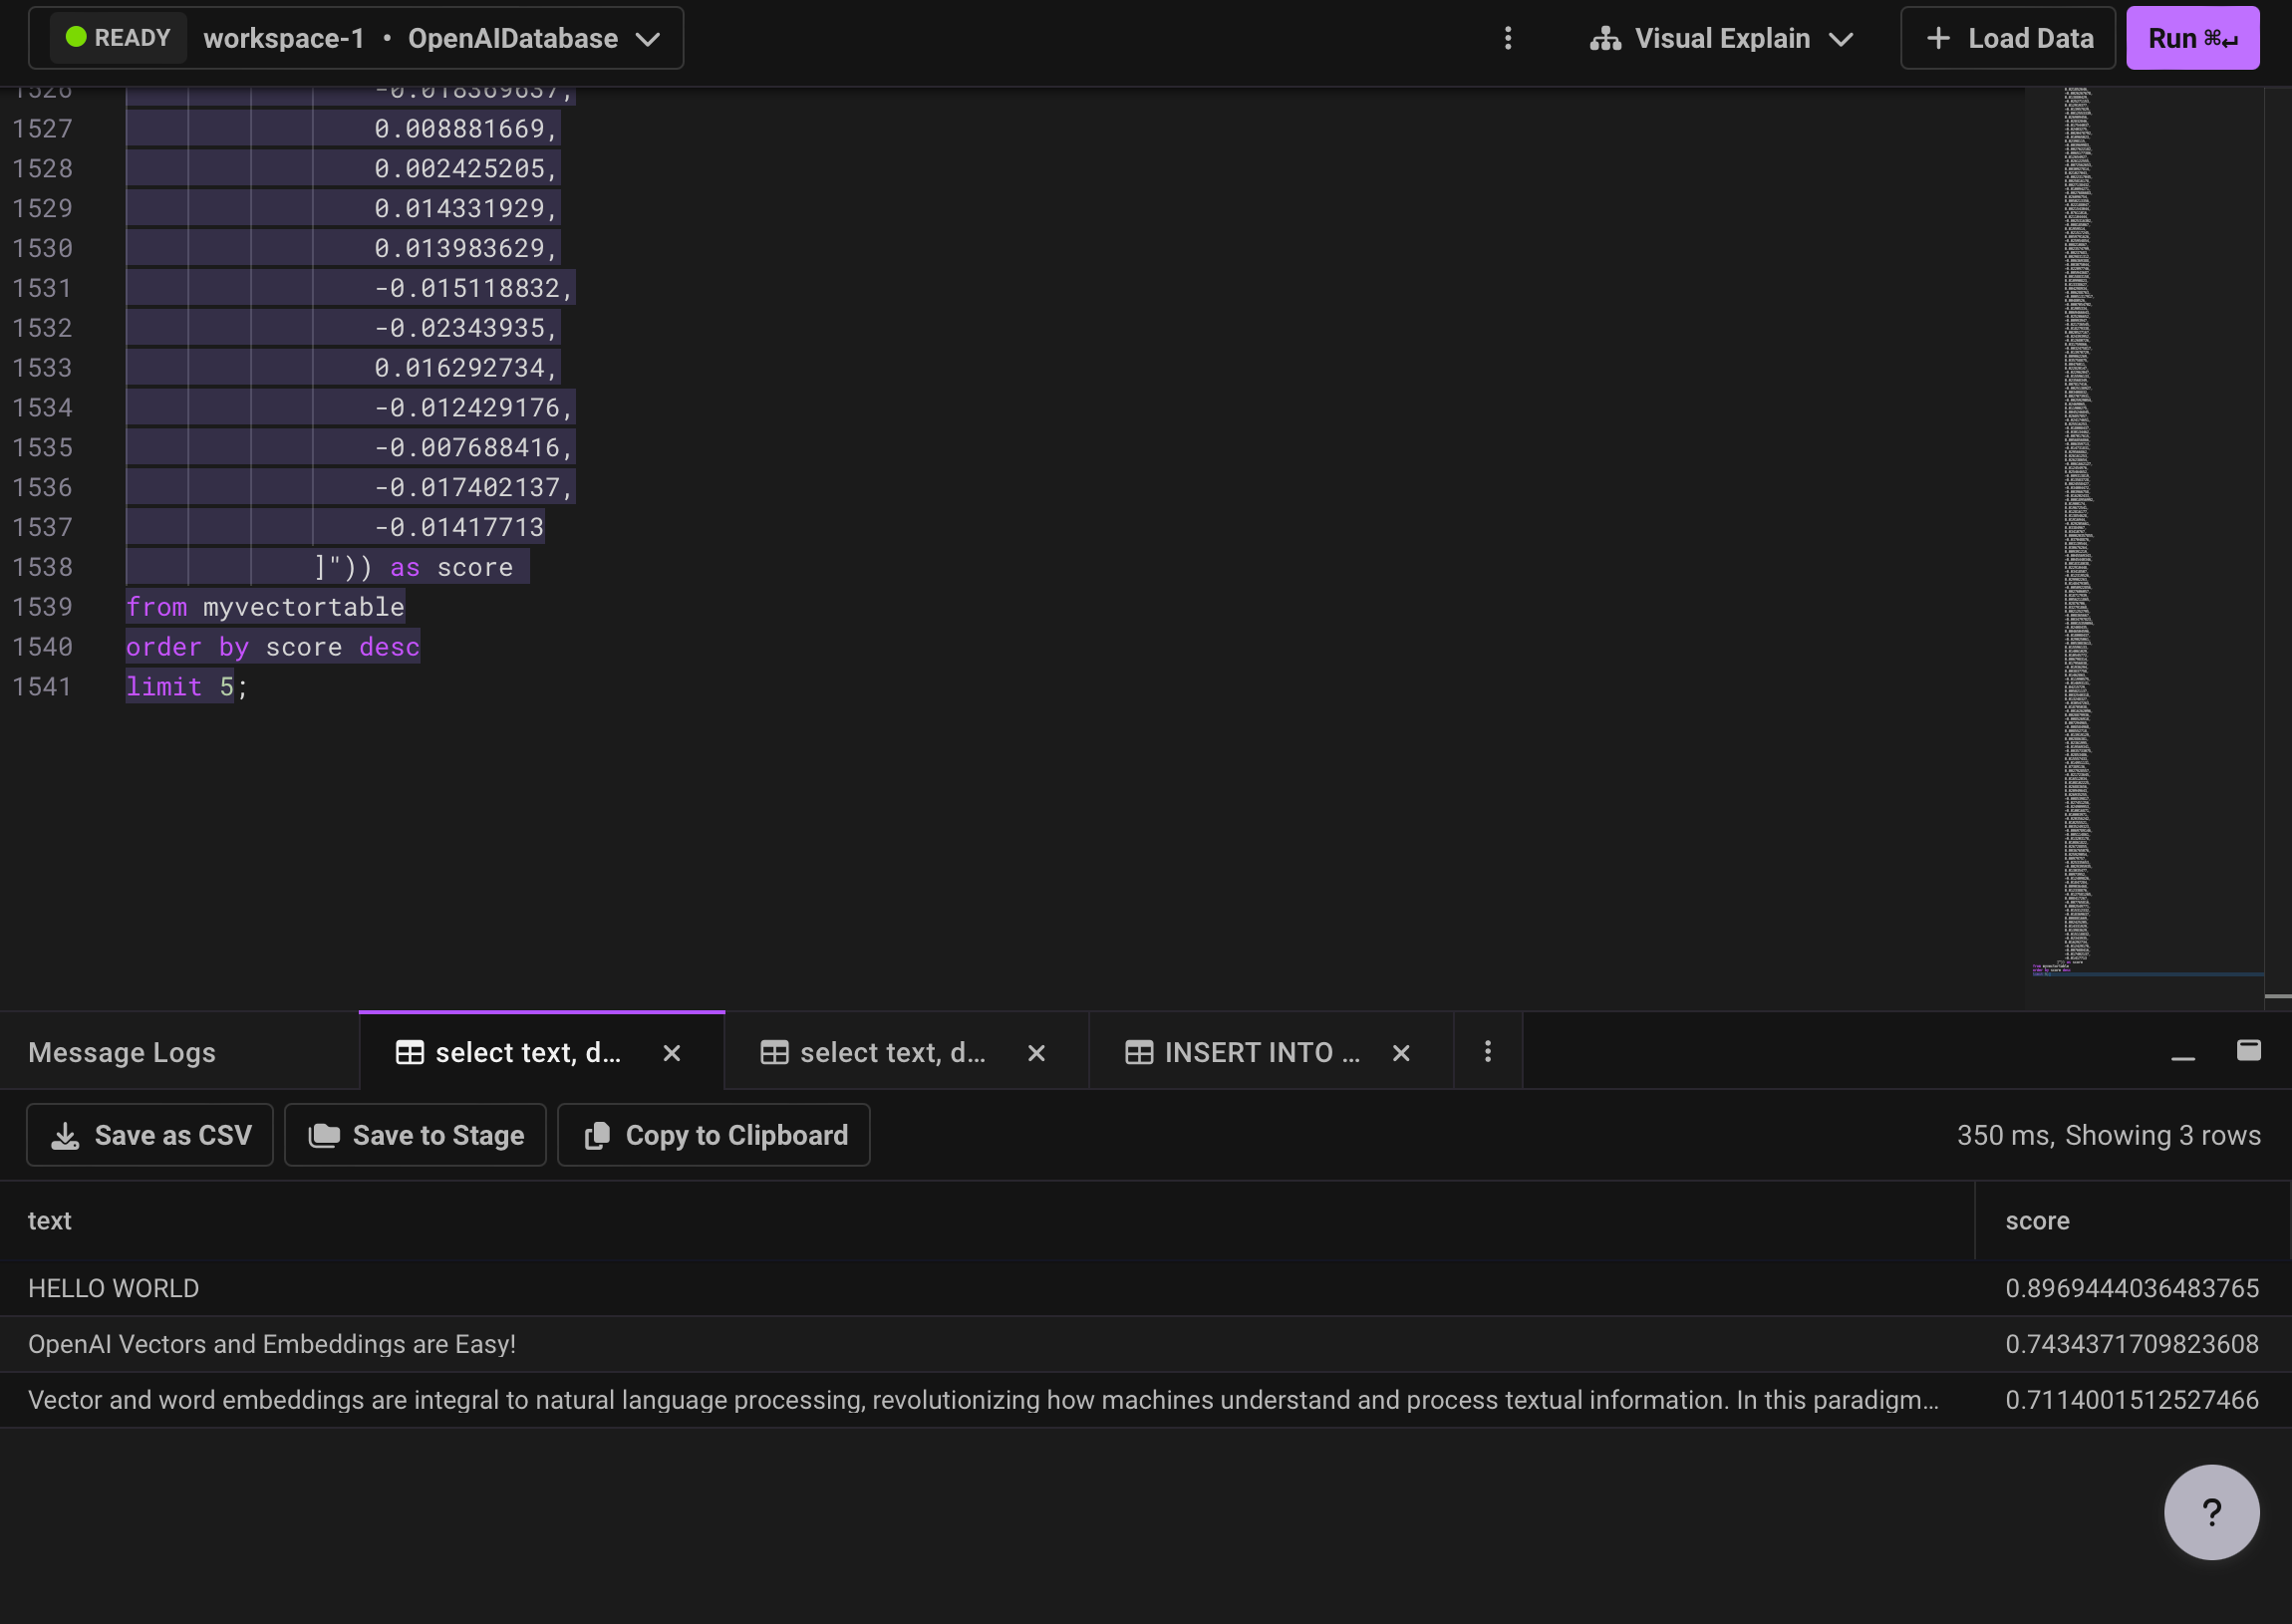 READY workspace-1 • OpenAIDatabase
Visual Explain
+ Load Data
Run ⌘↵
1526 -0.018369637,
1527 0.008881669,
1528 0.002425205,
1529 0.014331929,
1530 0.013983629,
1531 -0.015118832,
1532 -0.02343935,
1533 0.016292734,
1534 -0.012429176,
1535 -0.007688416,
1536 -0.017402137,
1537 -0.01417713
1538 ]")) as score
1539 from myvectortable
1540 order by score desc
1541 limit 5;
Message Logs
select text, d...
select text, d...
INSERT INTO ...
Save as CSV
Save to Stage
Copy to Clipboard
350 ms, Showing 3 rows
text score
HELLO WORLD 0.8969444036483765
OpenAI Vectors and Embeddings are Easy! 0.7434371709823608
Vector and word embeddings are integral to natural language processing, revolutionizing how machines understand and process textual information. In this paradigm... 0.7114001512527466
?